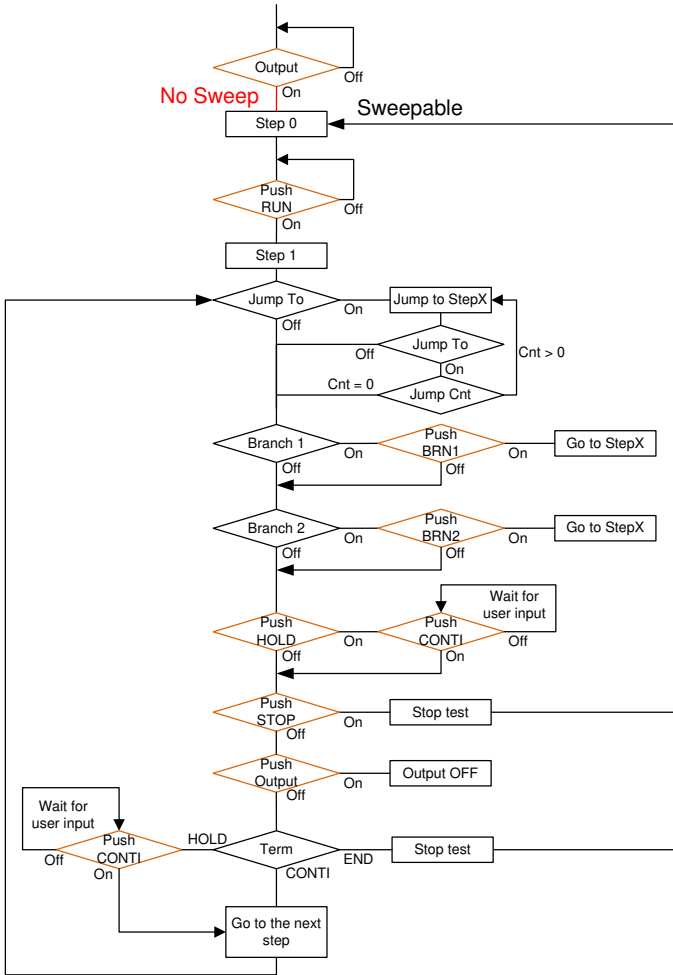 Output
Off
On
No Sweep
Sweepable
Step 0
Push
RUN
Off
On
Step 1
Jump To
On
Jump to StepX
Off
Off
Jump To
On
Cnt > 0
Cnt = 0
Jump Cnt
Branch 1
On
Push
BRN1
On
Go to StepX
Off
Off
Branch 2
On
Push
BRN2
On
Go to StepX
Off
Off
Wait for
user input
Push
HOLD
On
Push
CONTI
Off
Off
On
Push
STOP
On
Stop test
Off
Push
Output
On
Output OFF
Off
Wait for
user input
Push
CONTI
Off
On
HOLD
Term
END
Stop test
CONTI
Go to the next
step